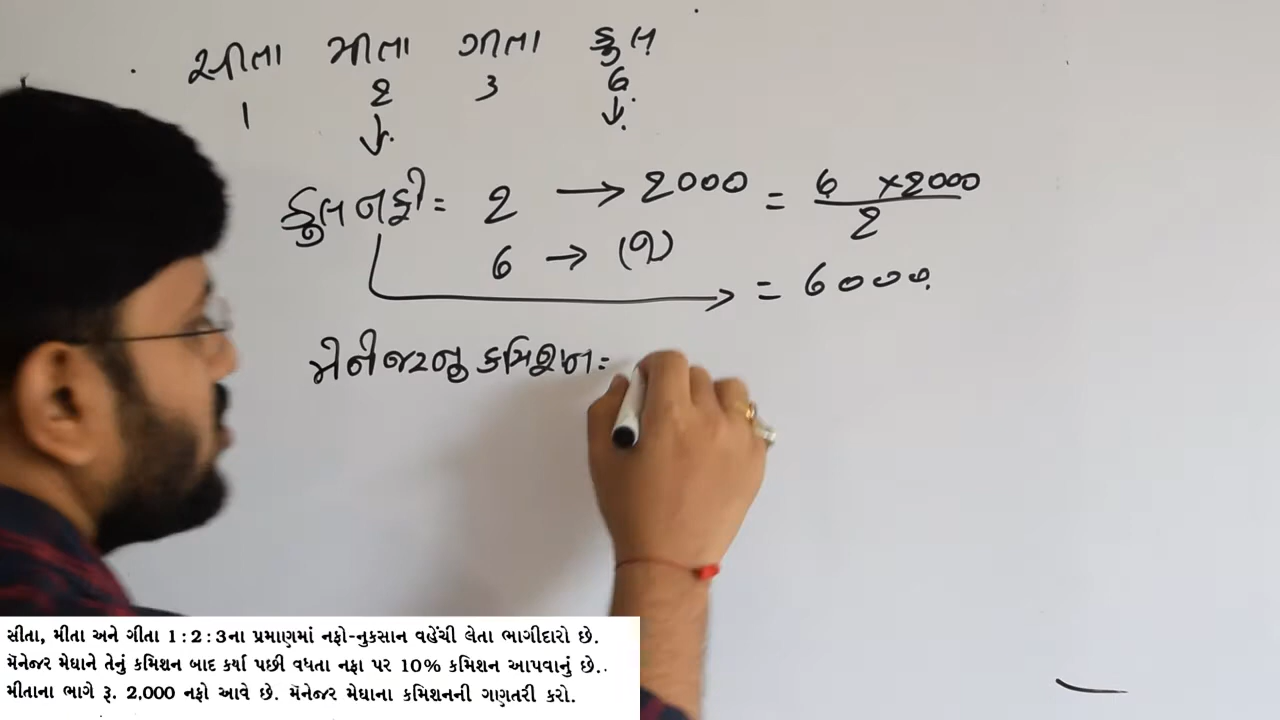 સીતા મીતા ગીતા કુલ
1 2 3 6
કુલ નફો = 2 → 2000 = 6 × 2000 / 2
6 → (?) = 6000
મેનેજરનુ કમિશન =
સીતા, મીતા અને ગીતા 1 : 2 : 3ના પ્રમાણમાં નફો-નુકસાન વહેંચી લેતા ભાગીદારો છે.
મૅનેજર મેઘાને તેનું કમિશન બાદ કર્યા પછી વધતા નફા પર 10% કમિશન આપવાનું છે..
મીતાના ભાગે રૂ. 2,000 નફો આવે છે. મૅનેજર મેઘાના કમિશનની ગણતરી કરો.